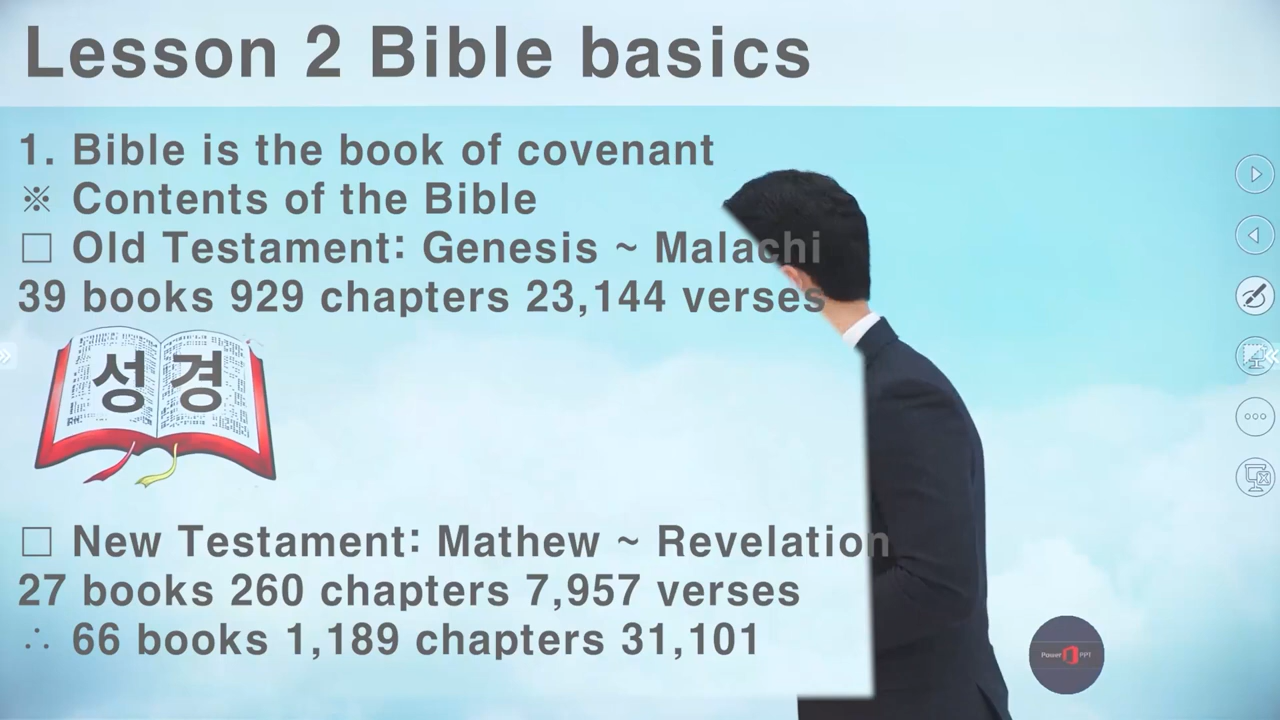 Lesson 2 Bible basics
1. Bible is the book of covenant
※ Contents of the Bible
□ Old Testament: Genesis ~ Malachi
39 books 929 chapters 23,144 verses
성경
□ New Testament: Mathew ~ Revelation
27 books 260 chapters 7,957 verses
∴ 66 books 1,189 chapters 31,101
Power PPT